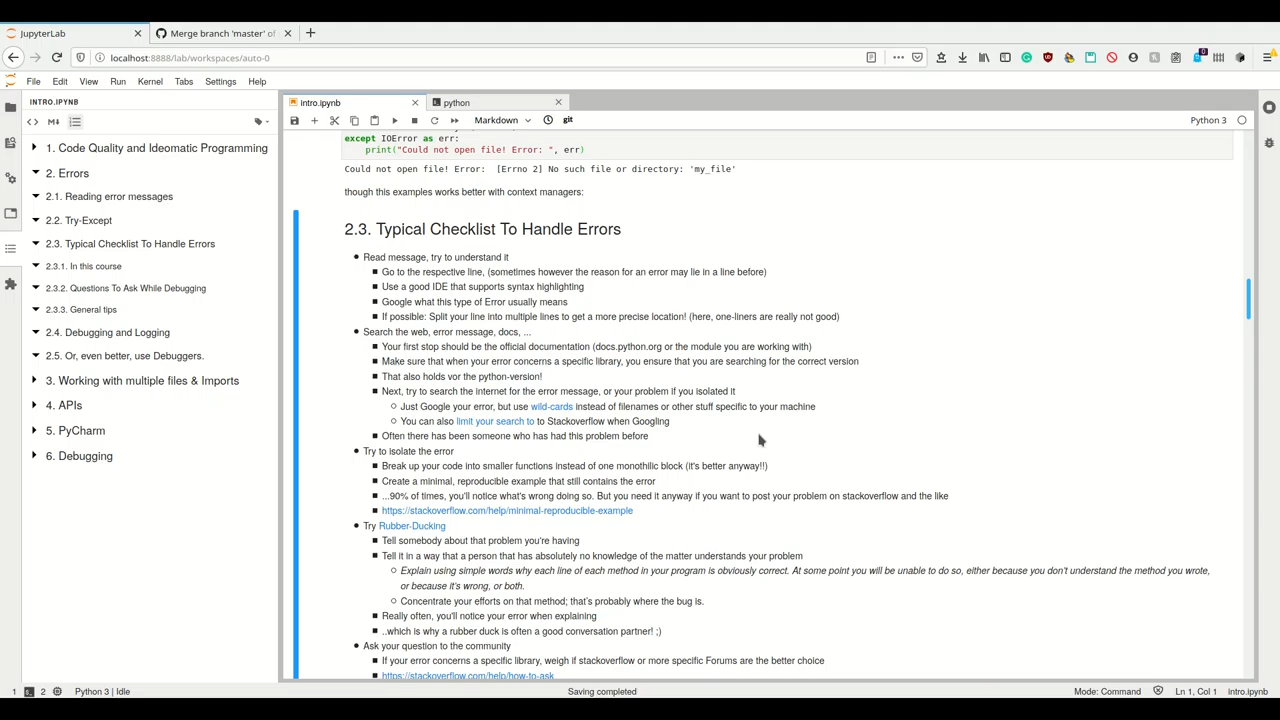 JupyterLab
Merge branch 'master' of
localhost:8888/lab/workspaces/auto-0
File Edit View Run Kernel Tabs Settings Help
INTRO.IPYNB
1. Code Quality and Ideomatic Programming
2. Errors
2.1. Reading error messages
2.2. Try-Except
2.3. Typical Checklist To Handle Errors
2.3.1. In this course
2.3.2. Questions To Ask While Debugging
2.3.3. General tips
2.4. Debugging and Logging
2.5. Or, even better, use Debuggers.
3. Working with multiple files & Imports
4. APIs
5. PyCharm
6. Debugging
intro.ipynb
python
Markdown
git
Python 3
except IOError as err:
print("Could not open file! Error: ", err)
Could not open file! Error:  [Errno 2] No such file or directory: 'my_file'
though this examples works better with context managers:
2.3. Typical Checklist To Handle Errors
Read message, try to understand it
Go to the respective line, (sometimes however the reason for an error may lie in a line before)
Use a good IDE that supports syntax highlighting
Google what this type of Error usually means
If possible: Split your line into multiple lines to get a more precise location! (here, one-liners are really not good)
Search the web, error message, docs, ...
Your first stop should be the official documentation (docs.python.org or the module you are working with)
Make sure that when your error concerns a specific library, you ensure that you are searching for the correct version
That also holds vor the python-version!
Next, try to search the internet for the error message, or your problem if you isolated it
Just Google your error, but use wild-cards instead of filenames or other stuff specific to your machine
You can also limit your search to to Stackoverflow when Googling
Often there has been someone who has had this problem before
Try to isolate the error
Break up your code into smaller functions instead of one monothilic block (it's better anyway!!)
Create a minimal, reproducible example that still contains the error
...90% of times, you'll notice what's wrong doing so. But you need it anyway if you want to post your problem on stackoverflow and the like
https://stackoverflow.com/help/minimal-reproducible-example
Try Rubber-Ducking
Tell somebody about that problem you're having
Tell it in a way that a person that has absolutely no knowledge of the matter understands your problem
Explain using simple words why each line of each method in your program is obviously correct. At some point you will be unable to do so, either because you don't understand the method you wrote,
or because it's wrong, or both.
Concentrate your efforts on that method; that's probably where the bug is.
Really often, you'll notice your error when explaining
..which is why a rubber duck is often a good conversation partner! ;)
Ask your question to the community
If your error concerns a specific library, weigh if stackoverflow or more specific Forums are the better choice
https://stackoverflow.com/help/how-to-ask
1 2 Python 3 | Idle
Saving completed
Mode: Command
Ln 1, Col 1
intro.ipynb